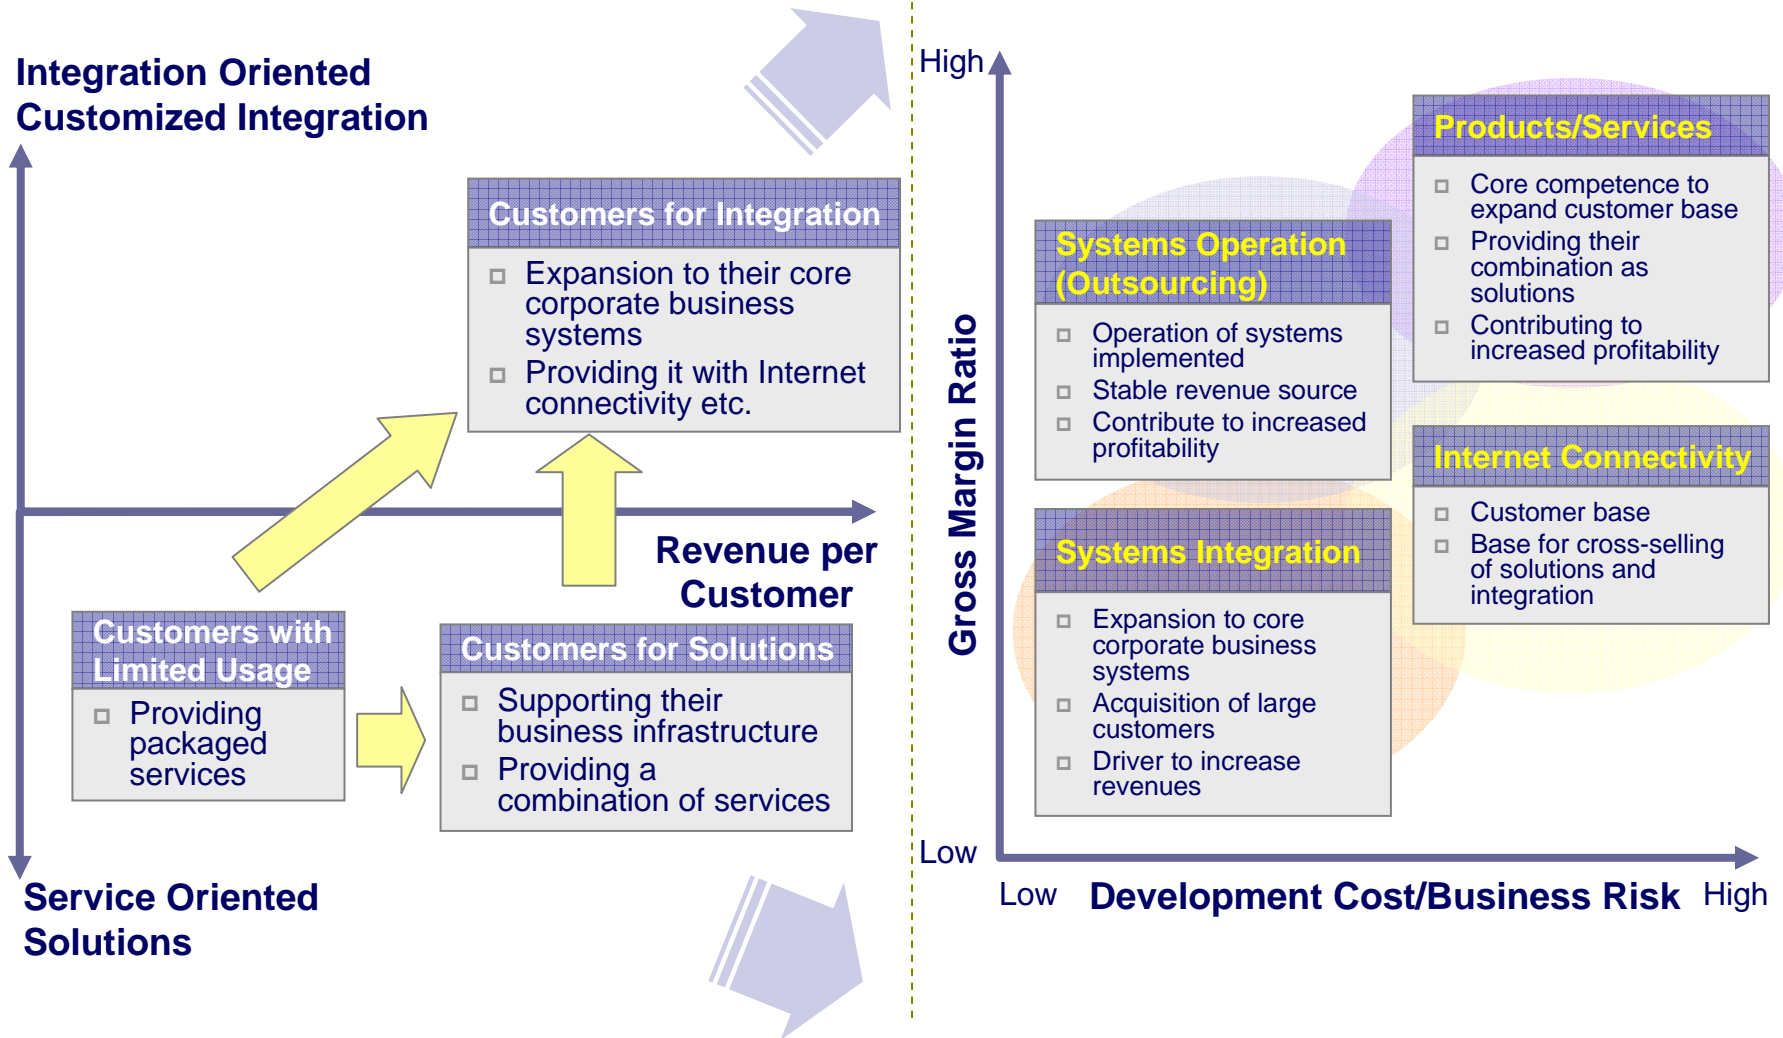 Integration Oriented
Customized Integration
Customers for Integration
Expansion to their core
corporate business
systems
Providing it with Internet
connectivity etc.
Revenue per
Customer
Customers with
Limited Usage
Providing
packaged
services
Customers for Solutions
Supporting their
business infrastructure
Providing a
combination of services
Service Oriented
Solutions
High
Gross Margin Ratio
Products/Services
Core competence to
expand customer base
Providing their
combination as
solutions
Contributing to
increased profitability
Systems Operation
(Outsourcing)
Operation of systems
implemented
Stable revenue source
Contribute to increased
profitability
Internet Connectivity
Customer base
Base for cross-selling
of solutions and
integration
Systems Integration
Expansion to core
corporate business
systems
Acquisition of large
customers
Driver to increase
revenues
Low
Low
Development Cost/Business Risk
High